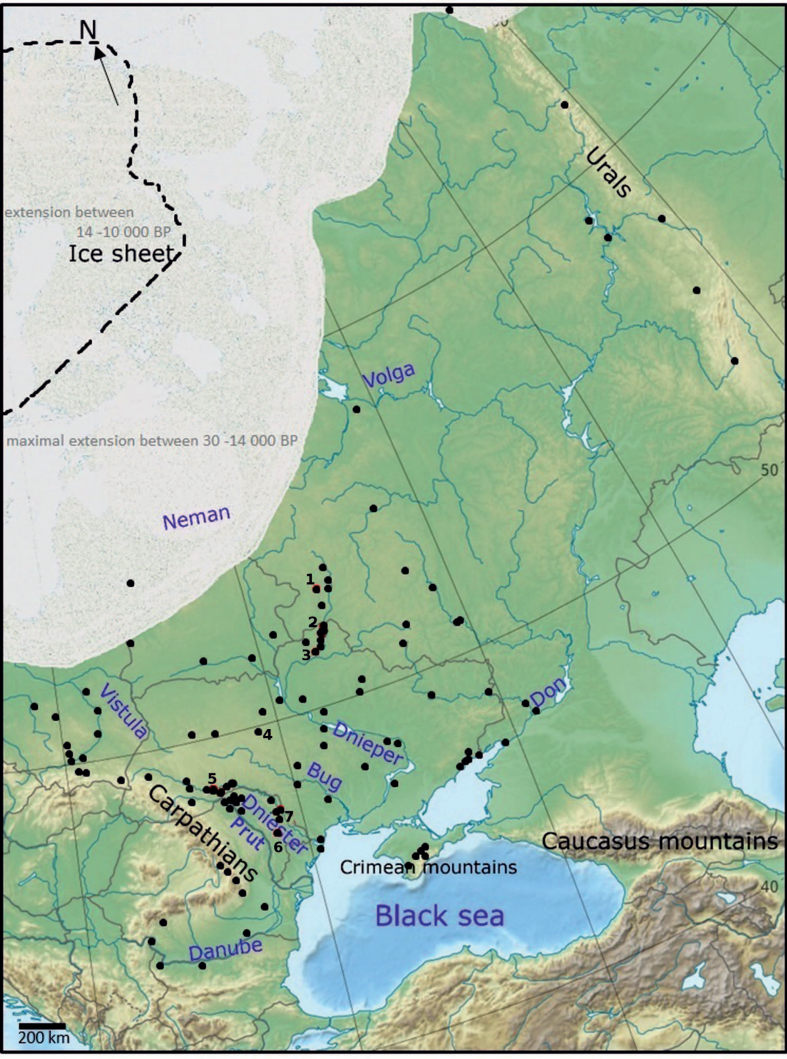 N
Urals
extension between
14 -10 000 BP
Ice sheet
Volga
maximal extension between 30 -14 000 BP
50
Neman
1
2
3
Vistula
Don
4
Dnieper
5
Bug
Carpathians
Dniester
7
Prut
6
Caucasus mountains
Crimean mountains
40
Black sea
Danube
200 km